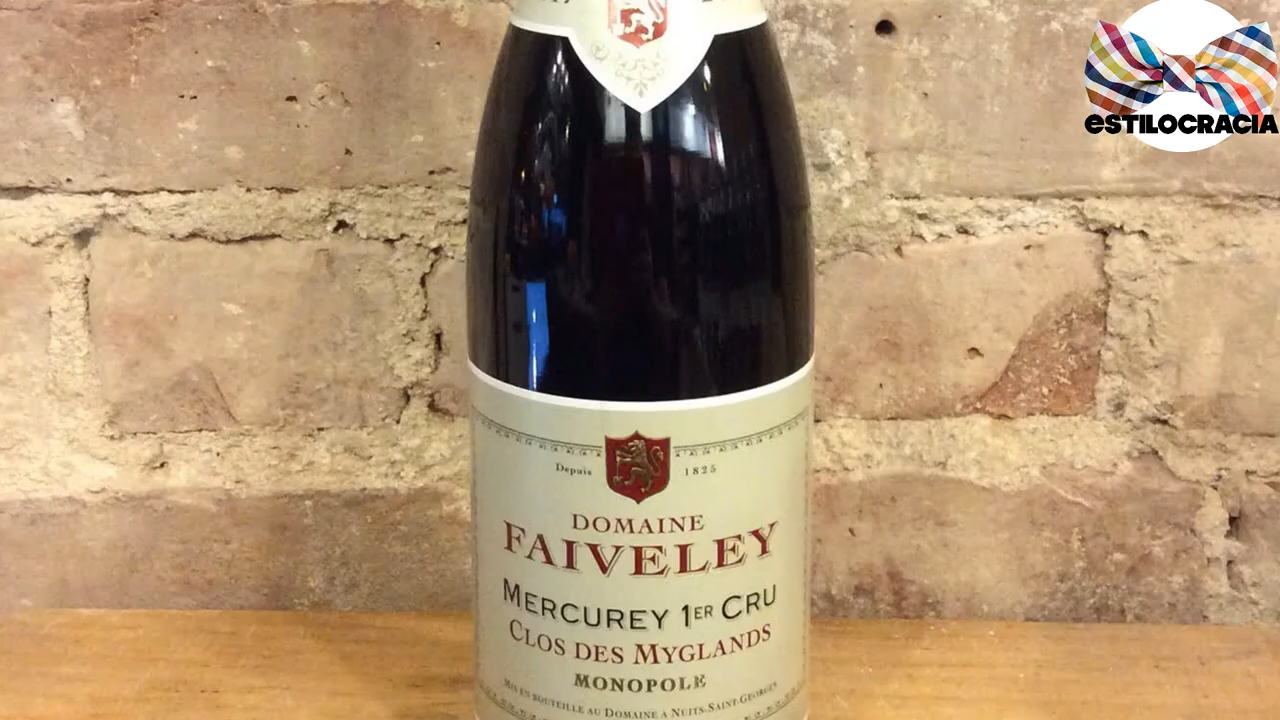 eSTILOCRACIA
Depuis 1825
DOMAINE
FAIVELEY
MERCUREY 1ER CRU
CLOS DES MYGLANDS
MONOPOLE
MIS EN BOUTEILLE AU DOMAINE A NUITS-SAINT-GEORGES